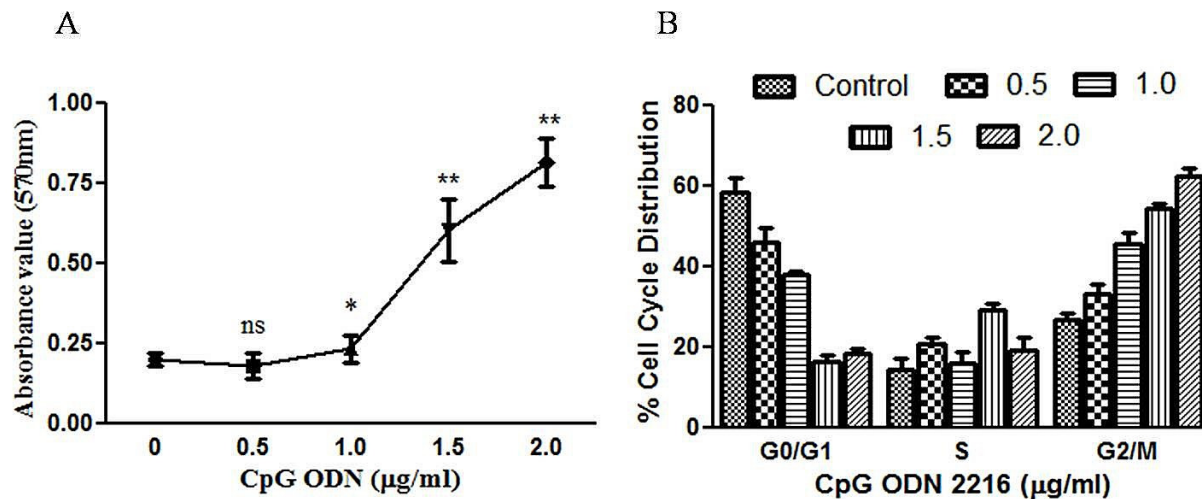 A
Absorbance value (570nm)
1.00
0.75
0.50
0.25
0.00
ns
*
**
**
0 0.5 1.0 1.5 2.0
CpG ODN (µg/ml)
B
Control 0.5 1.0
1.5 2.0
% Cell Cycle Distribution
80
60
40
20
0
G0/G1 S G2/M
CpG ODN 2216 (µg/ml)